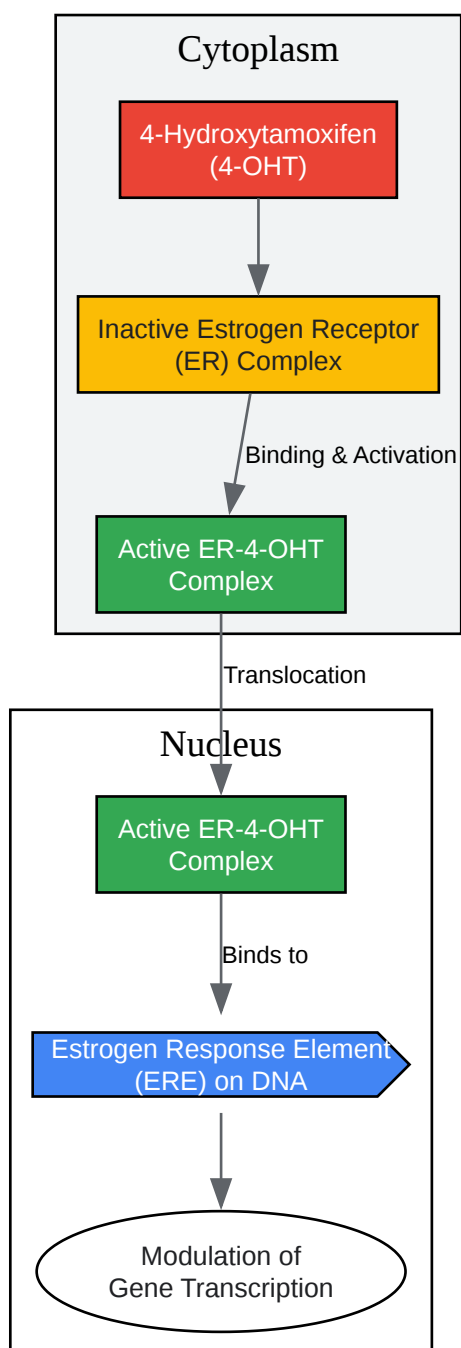 Cytoplasm
4-Hydroxytamoxifen
(4-OHT)
Inactive Estrogen Receptor
(ER) Complex
Binding & Activation
Active ER-4-OHT
Complex
Translocation
Nucleus
Active ER-4-OHT
Complex
Binds to
Estrogen Response Element
(ERE) on DNA
Modulation of
Gene Transcription